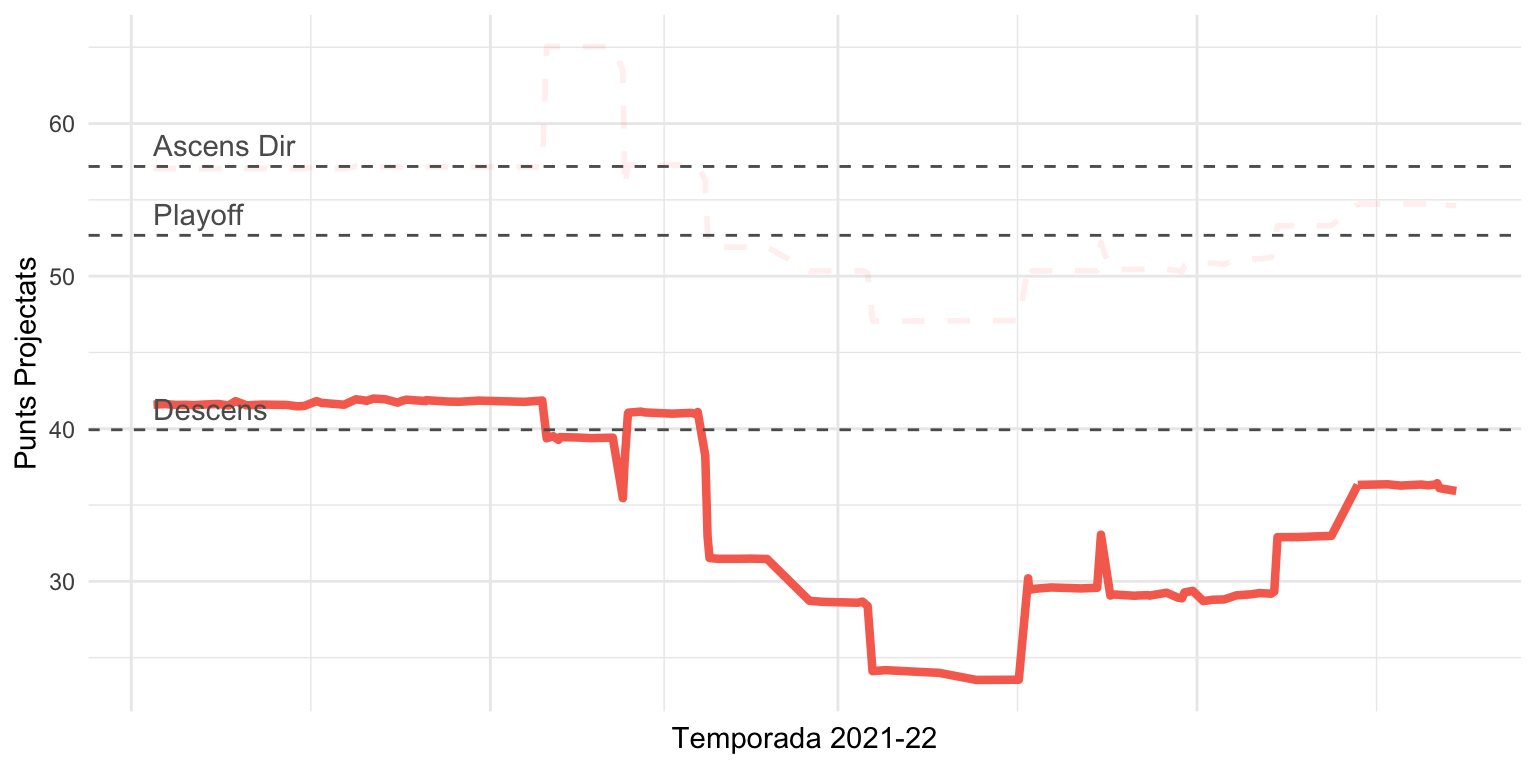 60
Ascens Dir
Playoff
50
Punts Projectats
Descens
40
30
Temporada 2021-22